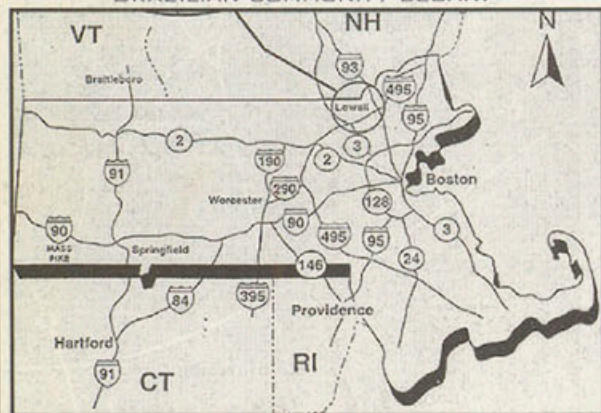 VT
NH
N
Brattleboro
93
495
Lowell
95
2
3
91
190
2
Boston
290
Worcester
128
90
90
3
MASS
PIKE
Springfield
495
95
24
146
84
395
Providence
Hartford
91
CT
RI